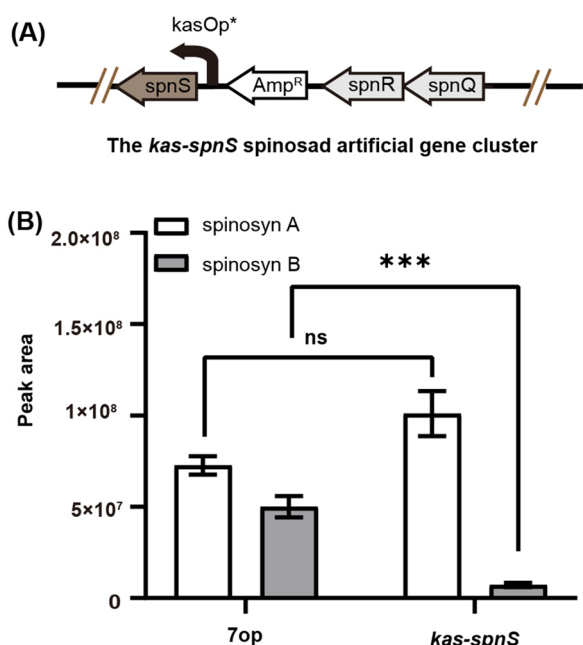 (A)
kasOp*
spnS
Amp^R
spnR
spnQ
The kas-spnS spinosad artificial gene cluster
(B)
spinosyn A
spinosyn B
***
ns
Peak area
2.0×10⁸
1.5×10⁸
1×10⁸
5×10⁷
0
7op
kas-spnS